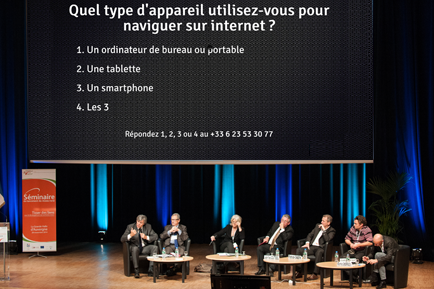 Quel type d'appareil utilisez-vous pour
naviguer sur internet ?
1. Un ordinateur de bureau ou portable
2. Une tablette
3. Un smartphone
4. Les 3
Répondez 1, 2, 3 ou 4 au +33 6 23 53 30 77
Séminaire